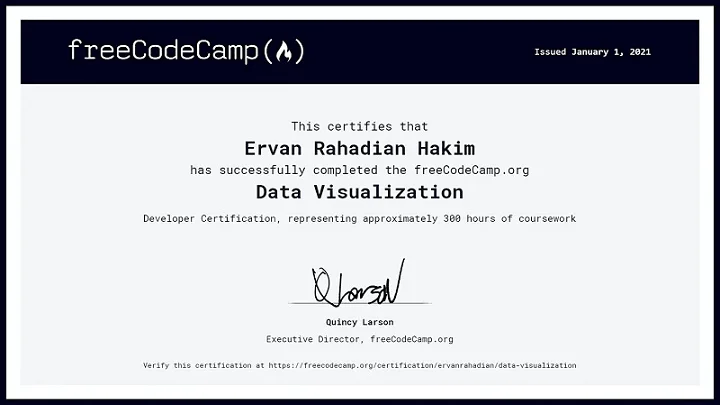 freeCodeCamp(🔥)
Issued January 1, 2021
This certifies that
Ervan Rahadian Hakim
has successfully completed the freeCodeCamp.org
Data Visualization
Developer Certification, representing approximately 300 hours of coursework
QLarson
Quincy Larson
Executive Director, freeCodeCamp.org
Verify this certification at https://freecodecamp.org/certification/ervanrahadian/data-visualization